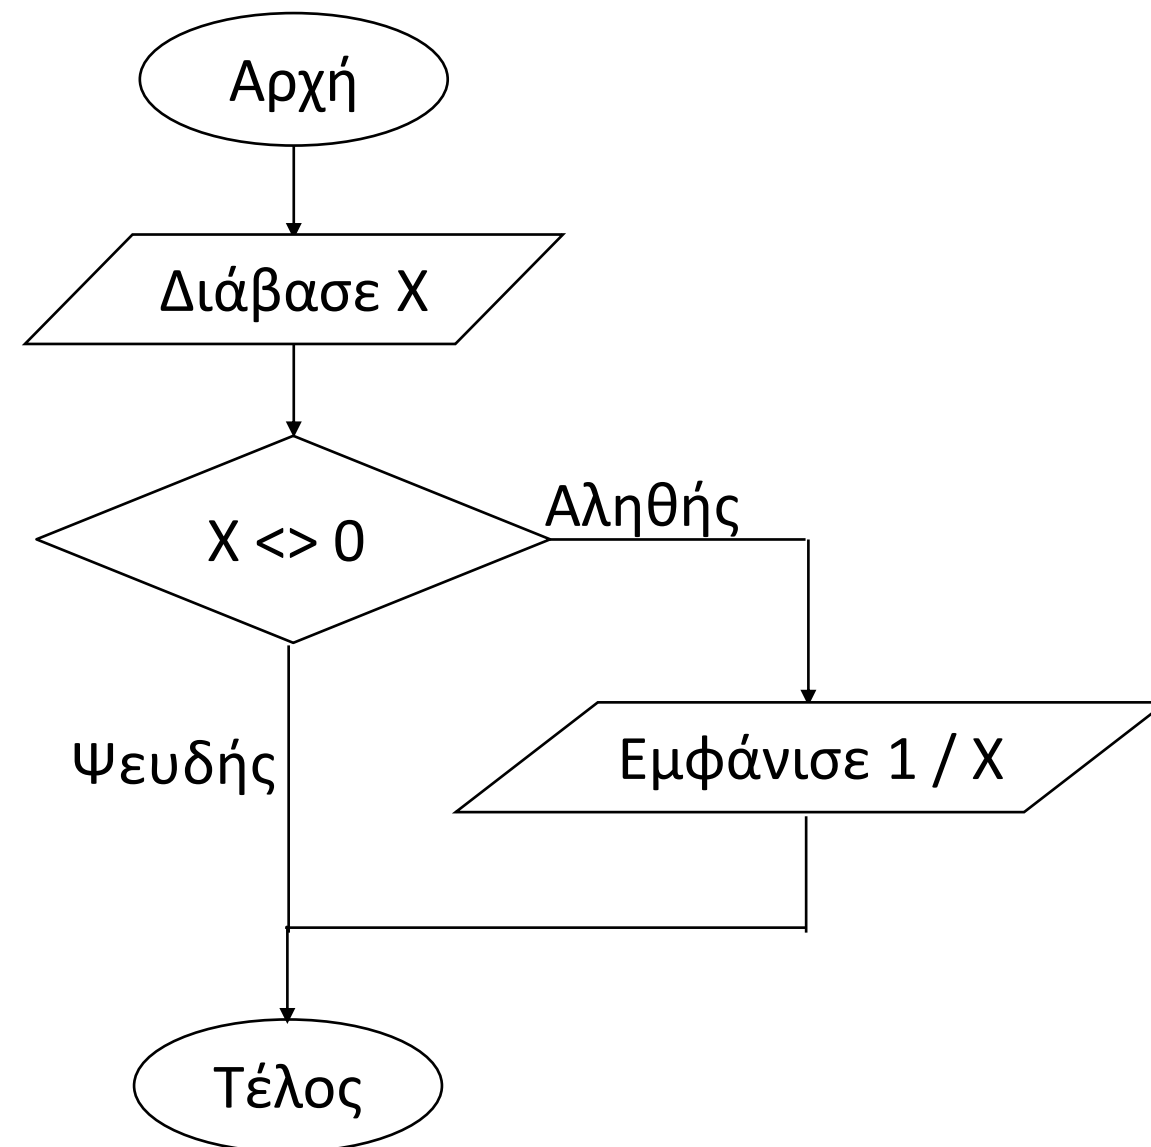 Αρχή
Διάβασε Χ
Χ <> 0
Αληθής
Ψευδής
Εμφάνισε 1 / Χ
Τέλος